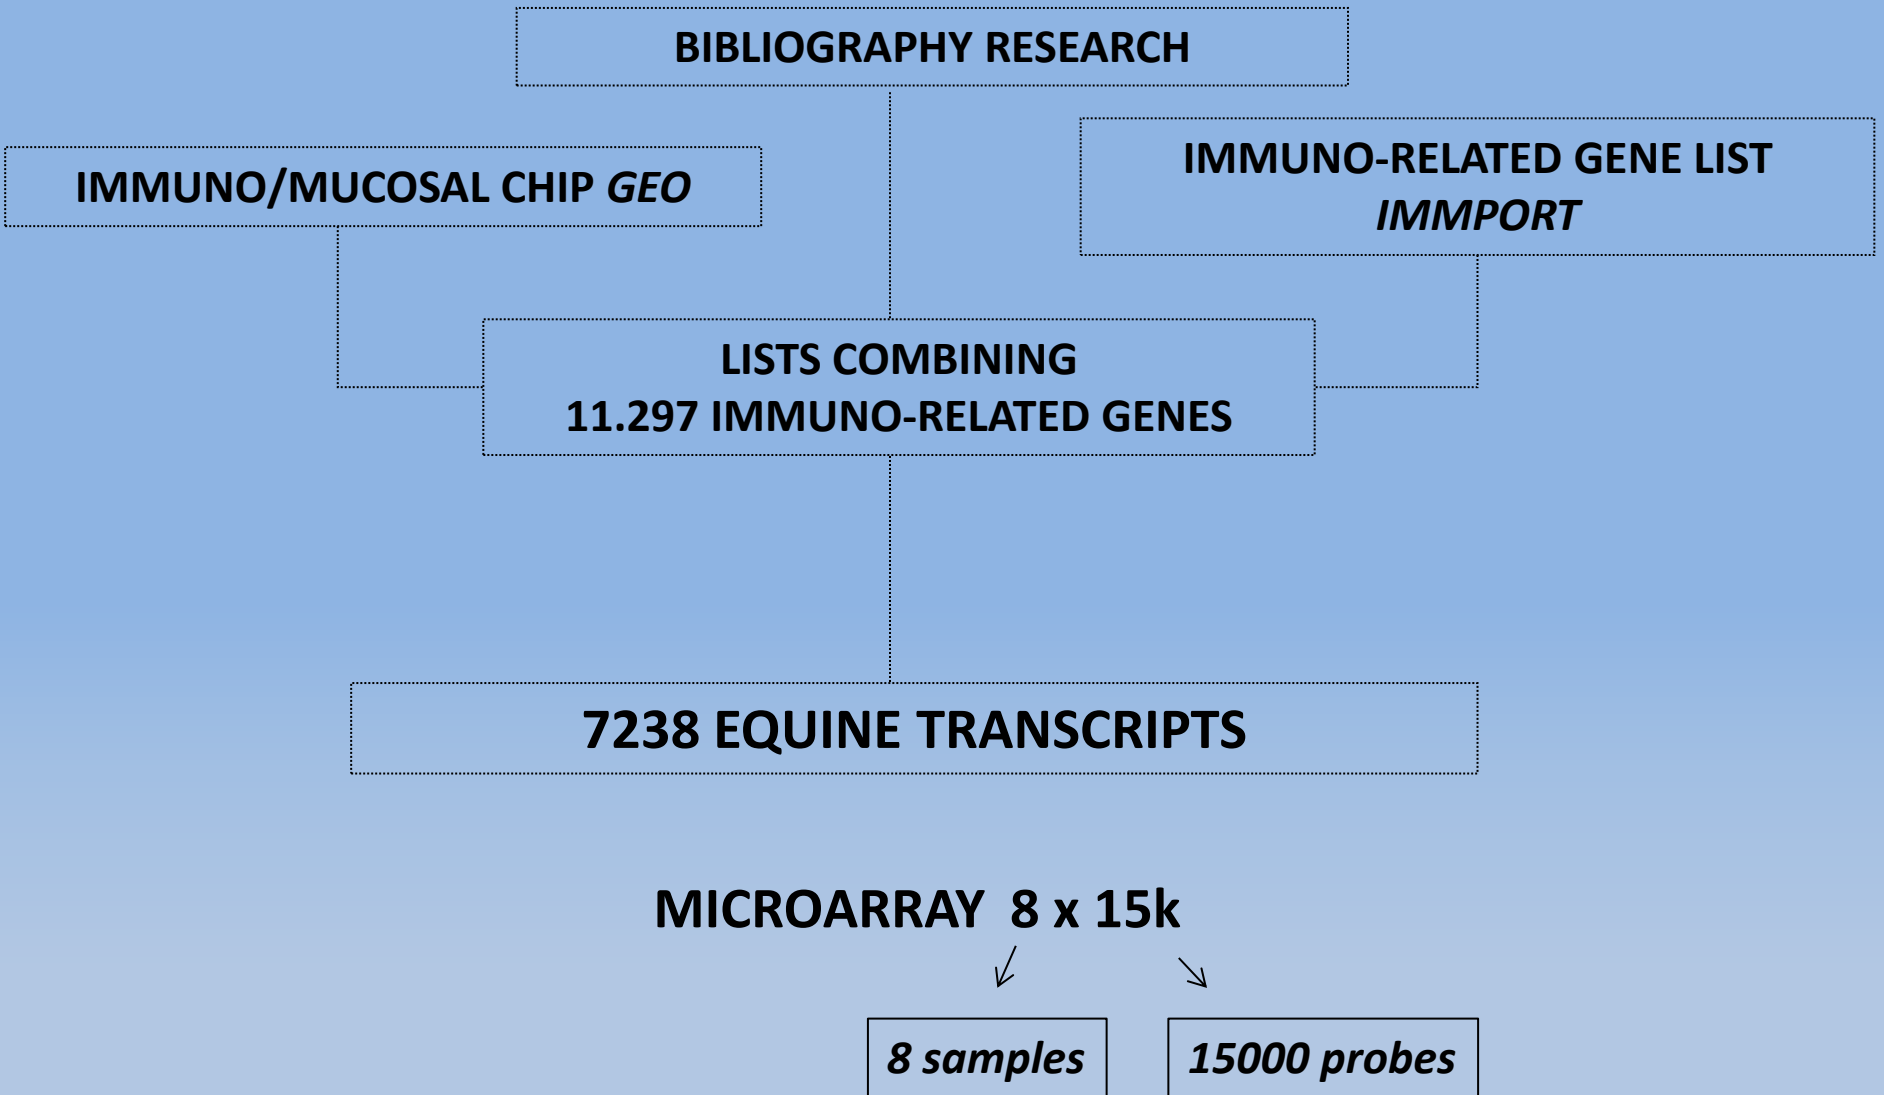 BIBLIOGRAPHY RESEARCH
IMMUNO/MUCOSAL CHIP GEO
IMMUNO-RELATED GENE LIST
IMMPORT
LISTS COMBINING
11.297 IMMUNO-RELATED GENES
7238 EQUINE TRANSCRIPTS
MICROARRAY 8 x 15k
8 samples
15000 probes